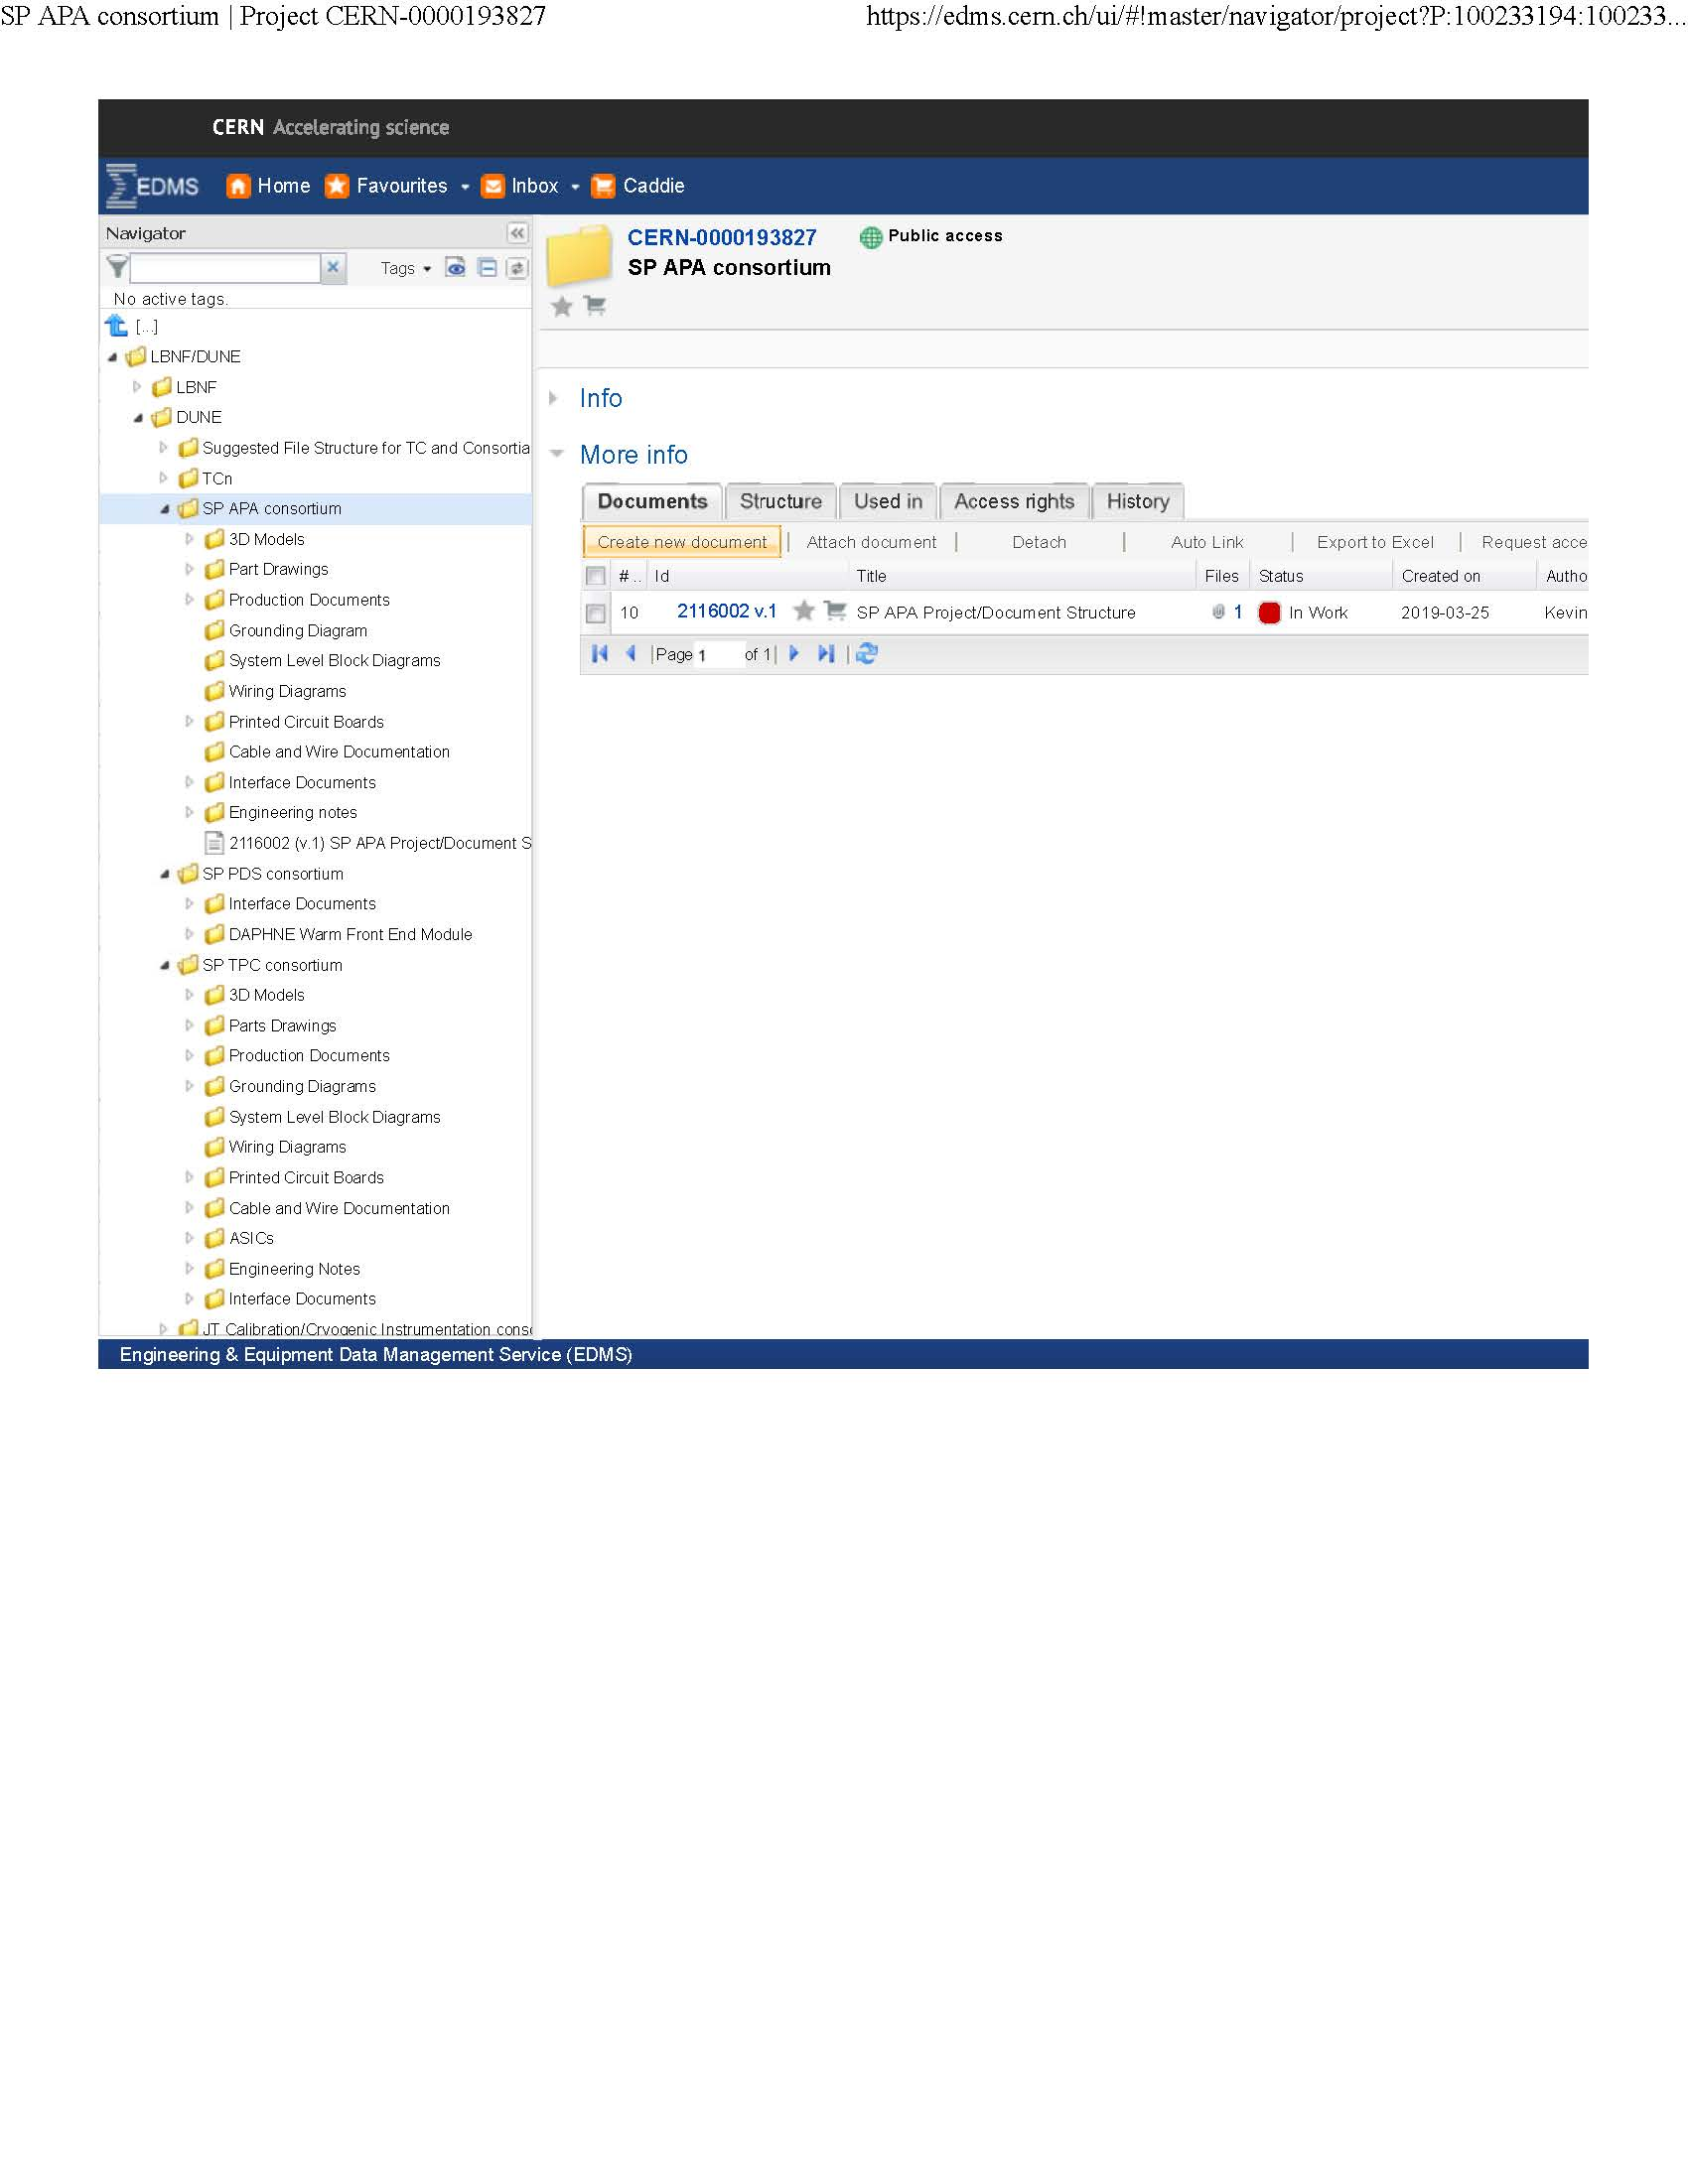 SP APA consortium | Project CERN-0000193827
https://edms.cern.ch/ui/#!master/navigator/project?P:100233194:100233...
CERN Accelerating science
EDMS Home Favourites Inbox Caddie
Navigator
Tags
No active tags.
[...]
LBNF/DUNE
LBNF
DUNE
Suggested File Structure for TC and Consortia
TCn
SP APA consortium
3D Models
Part Drawings
Production Documents
Grounding Diagram
System Level Block Diagrams
Wiring Diagrams
Printed Circuit Boards
Cable and Wire Documentation
Interface Documents
Engineering notes
2116002 (v.1) SP APA Project/Document S
SP PDS consortium
Interface Documents
DAPHNE Warm Front End Module
SP TPC consortium
3D Models
Parts Drawings
Production Documents
Grounding Diagrams
System Level Block Diagrams
Wiring Diagrams
Printed Circuit Boards
Cable and Wire Documentation
ASICs
Engineering Notes
Interface Documents
JT Calibration/Cryogenic Instrumentation cons
CERN-0000193827 Public access
SP APA consortium
Info
More info
Documents Structure Used in Access rights History
Create new document | Attach document | Detach | Auto Link | Export to Excel | Request acce
# .. Id Title Files Status Created on Autho
10 2116002 v.1 SP APA Project/Document Structure 1 In Work 2019-03-25 Kevin
Page 1 of 1
Engineering & Equipment Data Management Service (EDMS)